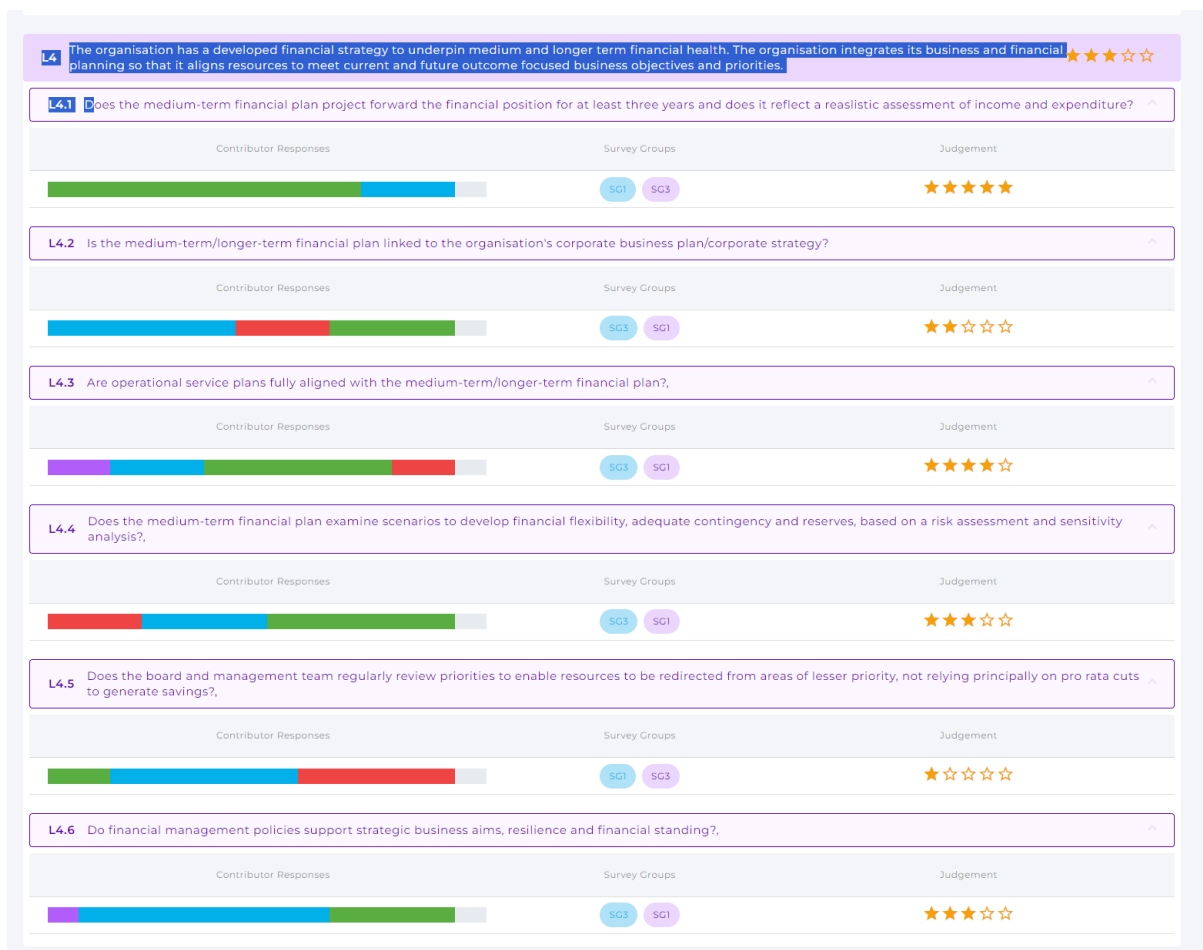 L4 The organisation has a developed financial strategy to underpin medium and longer term financial health. The organisation integrates its business and financial
planning so that it aligns resources to meet current and future outcome focused business objectives and priorities.
L4.1 Does the medium-term financial plan project forward the financial position for at least three years and does it reflect a reaslistic assessment of income and expenditure?
Contributor Responses Survey Groups Judgement
SG1 SG3
L4.2 Is the medium-term/longer-term financial plan linked to the organisation's corporate business plan/corporate strategy?
Contributor Responses Survey Groups Judgement
SG3 SG1
L4.3 Are operational service plans fully aligned with the medium-term/longer-term financial plan?,
Contributor Responses Survey Groups Judgement
SG3 SG1
L4.4 Does the medium-term financial plan examine scenarios to develop financial flexibility, adequate contingency and reserves, based on a risk assessment and sensitivity
analysis?,
Contributor Responses Survey Groups Judgement
SG3 SG1
L4.5 Does the board and management team regularly review priorities to enable resources to be redirected from areas of lesser priority, not relying principally on pro rata cuts
to generate savings?,
Contributor Responses Survey Groups Judgement
SG1 SG3
L4.6 Do financial management policies support strategic business aims, resilience and financial standing?,
Contributor Responses Survey Groups Judgement
SG3 SG1